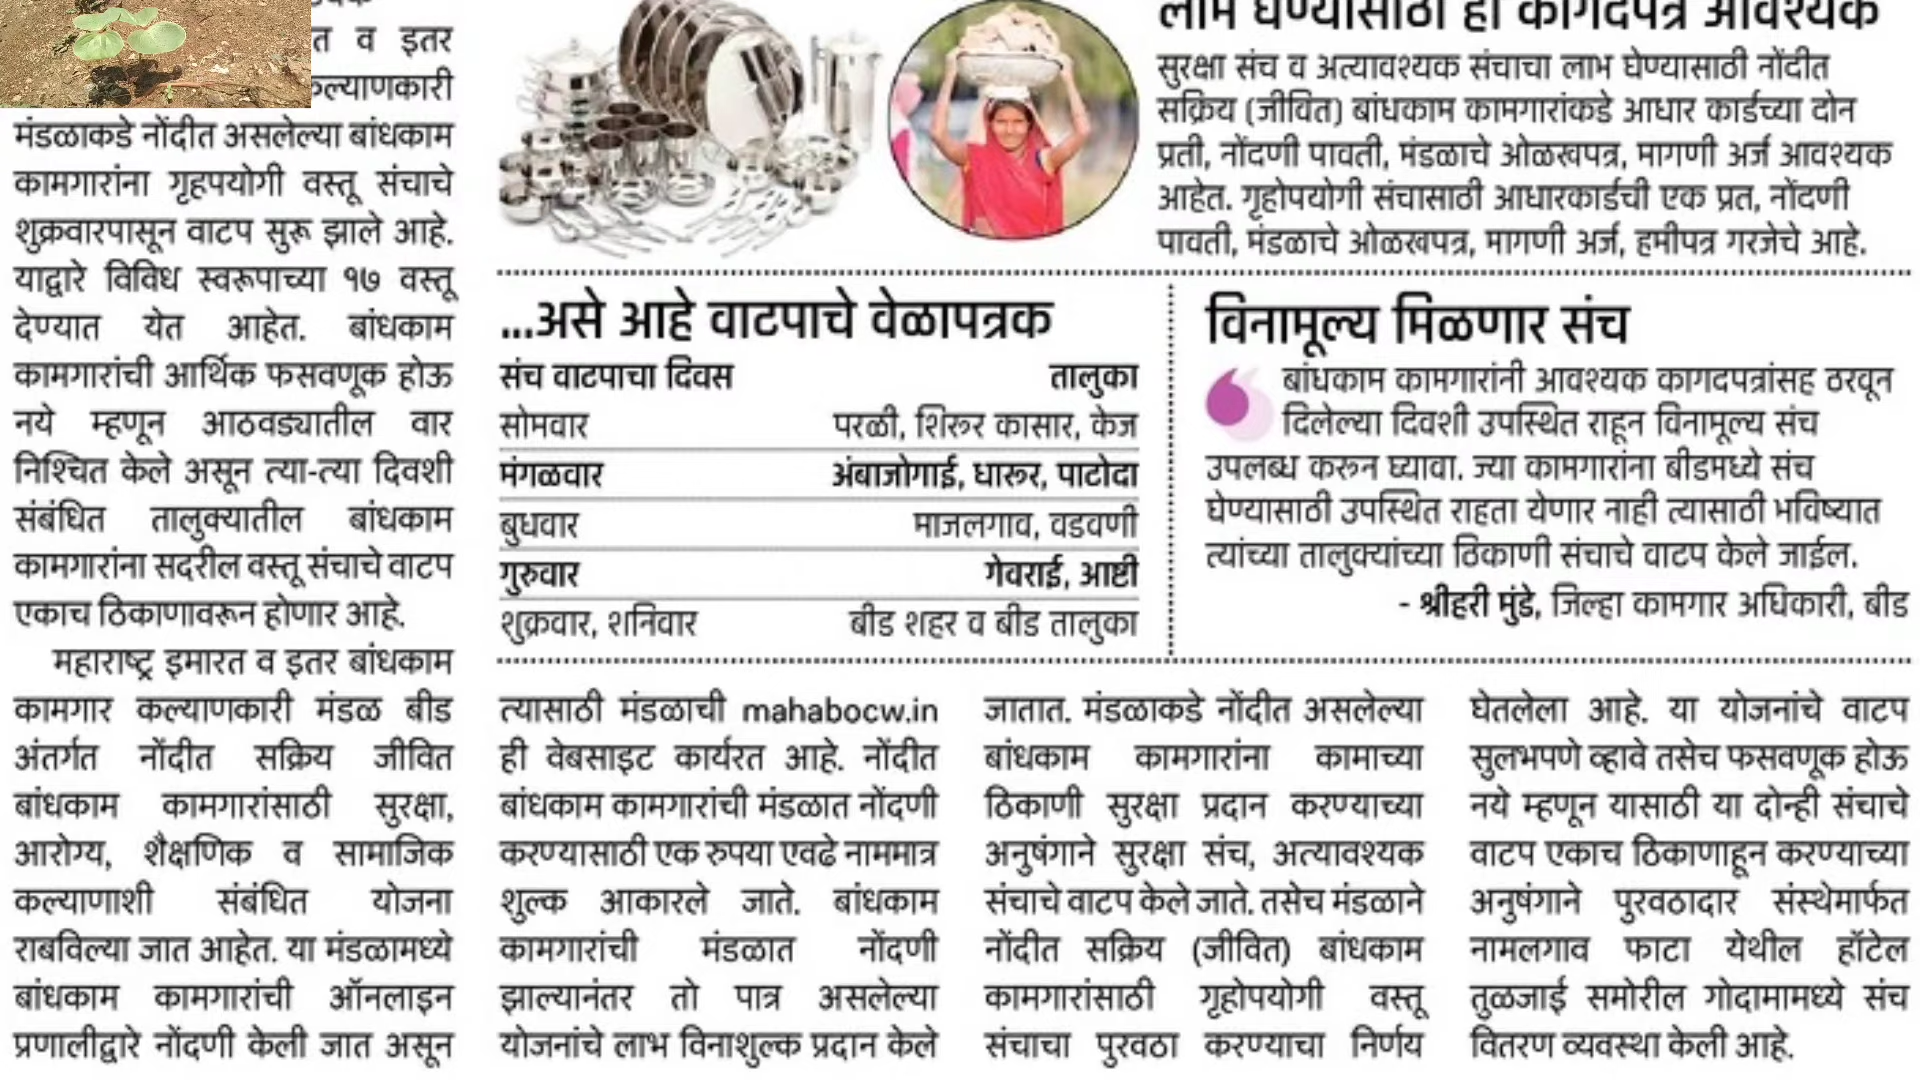 त व इतर
कल्याणकारी
मंडळाकडे नोंदीत असलेल्या बांधकाम
कामगारांना गृहपयोगी वस्तू संचाचे
शुक्रवारपासून वाटप सुरू झाले आहे.
याद्वारे विविध स्वरूपाच्या १७ वस्तू
देण्यात येत आहेत. बांधकाम
कामगारांची आर्थिक फसवणूक होऊ
नये म्हणून आठवड्यातील वार
निश्चित केले असून त्या-त्या दिवशी
संबंधित तालुक्यातील बांधकाम
कामगारांना सदरील वस्तू संचाचे वाटप
एकाच ठिकाणावरून होणार आहे.
महाराष्ट्र इमारत व इतर बांधकाम
कामगार कल्याणकारी मंडळ बीड
अंतर्गत नोंदीत सक्रिय जीवित
बांधकाम कामगारांसाठी सुरक्षा,
आरोग्य, शैक्षणिक व सामाजिक
कल्याणाशी संबंधित योजना
राबविल्या जात आहेत. या मंडळामध्ये
बांधकाम कामगारांची ऑनलाइन
प्रणालीद्वारे नोंदणी केली जात असून
लाभ घेण्यासाठी ही कागदपत्रे आवश्यक
सुरक्षा संच व अत्यावश्यक संचाचा लाभ घेण्यासाठी नोंदीत
सक्रिय (जीवित) बांधकाम कामगारांकडे आधार कार्डच्या दोन
प्रती, नोंदणी पावती, मंडळाचे ओळखपत्र, मागणी अर्ज आवश्यक
आहेत. गृहोपयोगी संचासाठी आधारकार्डची एक प्रत, नोंदणी
पावती, मंडळाचे ओळखपत्र, मागणी अर्ज, हमीपत्र गरजेचे आहे.
...असे आहे वाटपाचे वेळापत्रक
संच वाटपाचा दिवस तालुका
सोमवार परळी, शिरूर कासार, केज
मंगळवार अंबाजोगाई, धारूर, पाटोदा
बुधवार माजलगाव, वडवणी
गुरुवार गेवराई, आष्टी
शुक्रवार, शनिवार बीड शहर व बीड तालुका
विनामूल्य मिळणार संच
बांधकाम कामगारांनी आवश्यक कागदपत्रांसह ठरवून
दिलेल्या दिवशी उपस्थित राहून विनामूल्य संच
उपलब्ध करून घ्यावा. ज्या कामगारांना बीडमध्ये संच
घेण्यासाठी उपस्थित राहता येणार नाही त्यासाठी भविष्यात
त्यांच्या तालुक्यांच्या ठिकाणी संचाचे वाटप केले जाईल.
- श्रीहरी मुंडे, जिल्हा कामगार अधिकारी, बीड
त्यासाठी मंडळाची mahabocw.in
ही वेबसाइट कार्यरत आहे. नोंदीत
बांधकाम कामगारांची मंडळात नोंदणी
करण्यासाठी एक रुपया एवढे नाममात्र
शुल्क आकारले जाते. बांधकाम
कामगारांची मंडळात नोंदणी
झाल्यानंतर तो पात्र असलेल्या
योजनांचे लाभ विनाशुल्क प्रदान केले
जातात. मंडळाकडे नोंदीत असलेल्या
बांधकाम कामगारांना कामाच्या
ठिकाणी सुरक्षा प्रदान करण्याच्या
अनुषंगाने सुरक्षा संच, अत्यावश्यक
संचाचे वाटप केले जाते. तसेच मंडळाने
नोंदीत सक्रिय (जीवित) बांधकाम
कामगारांसाठी गृहोपयोगी वस्तू
संचाचा पुरवठा करण्याचा निर्णय
घेतलेला आहे. या योजनांचे वाटप
सुलभपणे व्हावे तसेच फसवणूक होऊ
नये म्हणून यासाठी या दोन्ही संचाचे
वाटप एकाच ठिकाणाहून करण्याच्या
अनुषंगाने पुरवठादार संस्थेमार्फत
नामलगाव फाटा येथील हॉटेल
तुळजाई समोरील गोदामामध्ये संच
वितरण व्यवस्था केली आहे.